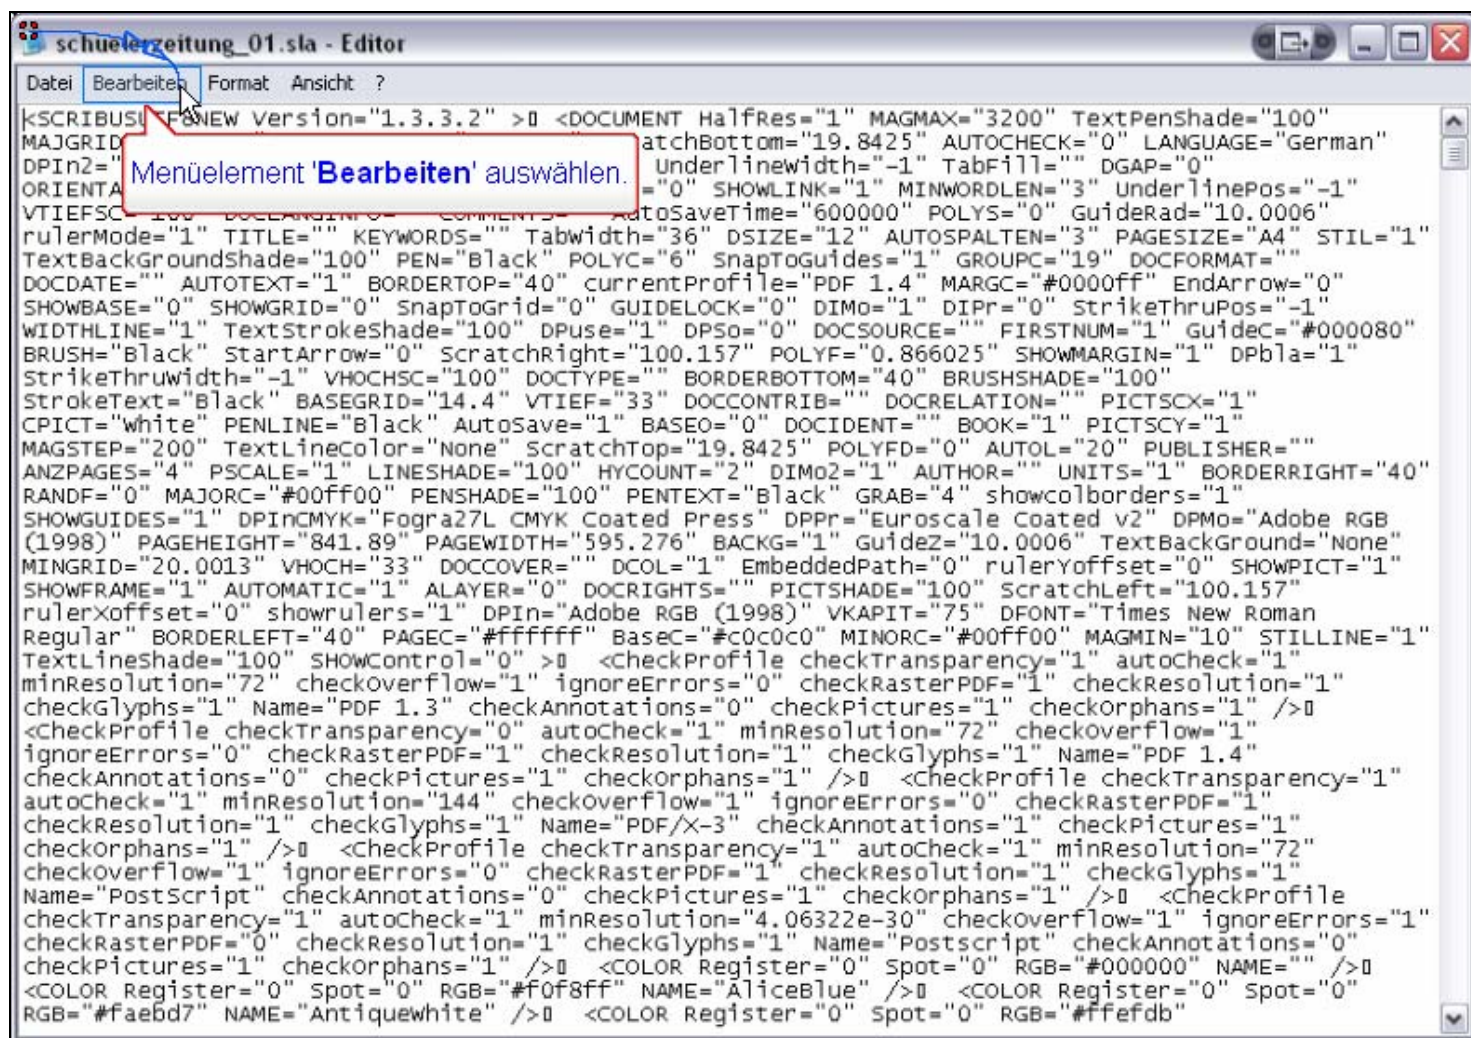 schuelerzeitung_01.sla - Editor
Datei Bearbeiten Format Ansicht ?
<SCRIBUSUTF8NEW Version="1.3.3.2" >▯ <DOCUMENT HalfRes="1" MAGMAX="3200" TextPenShade="100"
MAJGRID atchBottom="19.8425" AUTOCHECK="0" LANGUAGE="German"
DPIn2=" UnderlineWidth="-1" TabFill="" DGAP="0"
Menüelement 'Bearbeiten' auswählen.
ORIENTA ="0" SHOWLINK="1" MINWORDLEN="3" UnderlinePos="-1"
VTIEFSC="100" DOCLANGINFO="" COMMENTS="" AutoSaveTime="600000" POLYS="0" GuideRad="10.0006"
rulerMode="1" TITLE="" KEYWORDS="" TabWidth="36" DSIZE="12" AUTOSPALTEN="3" PAGESIZE="A4" STIL="1"
TextBackGroundShade="100" PEN="Black" POLYC="6" SnapToGuides="1" GROUPC="19" DOCFORMAT=""
DOCDATE="" AUTOTEXT="1" BORDERTOP="40" currentProfile="PDF 1.4" MARGC="#0000ff" EndArrow="0"
SHOWBASE="0" SHOWGRID="0" SnapToGrid="0" GUIDELOCK="0" DIMo="1" DIPr="0" StrikeThruPos="-1"
WIDTHLINE="1" TextStrokeShade="100" DPuse="1" DPSo="0" DOCSOURCE="" FIRSTNUM="1" GuideC="#000080"
BRUSH="Black" StartArrow="0" ScratchRight="100.157" POLYF="0.866025" SHOWMARGIN="1" DPbla="1"
StrikeThruWidth="-1" VHOCHSC="100" DOCTYPE="" BORDERBOTTOM="40" BRUSHSHADE="100"
StrokeText="Black" BASEGRID="14.4" VTIEF="33" DOCCONTRIB="" DOCRELATION="" PICTSCX="1"
CPICT="White" PENLINE="Black" AutoSave="1" BASEO="0" DOCIDENT="" BOOK="1" PICTSCY="1"
MAGSTEP="200" TextLineColor="None" ScratchTop="19.8425" POLYFD="0" AUTOL="20" PUBLISHER=""
ANZPAGES="4" PSCALE="1" LINESHADE="100" HYCOUNT="2" DIMo2="1" AUTHOR="" UNITS="1" BORDERRIGHT="40"
RANDF="0" MAJORC="#00ff00" PENSHADE="100" PENTEXT="Black" GRAB="4" showcolborders="1"
SHOWGUIDES="1" DPInCMYK="Fogra27L CMYK Coated Press" DPPr="Euroscale Coated v2" DPMo="Adobe RGB
(1998)" PAGEHEIGHT="841.89" PAGEWIDTH="595.276" BACKG="1" GuideZ="10.0006" TextBackGround="None"
MINGRID="20.0013" VHOCH="33" DOCCOVER="" DCOL="1" EmbeddedPath="0" rulerYoffset="0" SHOWPICT="1"
SHOWFRAME="1" AUTOMATIC="1" ALAYER="0" DOCRIGHTS="" PICTSHADE="100" ScratchLeft="100.157"
rulerXoffset="0" showrulers="1" DPIn="Adobe RGB (1998)" VKAPIT="75" DFONT="Times New Roman
Regular" BORDERLEFT="40" PAGEC="#ffffff" BaseC="#c0c0c0" MINORC="#00ff00" MAGMIN="10" STILLINE="1"
TextLineShade="100" SHOWControl="0" >▯ <CheckProfile checkTransparency="1" autoCheck="1"
minResolution="72" checkOverflow="1" ignoreErrors="0" checkRasterPDF="1" checkResolution="1"
checkGlyphs="1" Name="PDF 1.3" checkAnnotations="0" checkPictures="1" checkOrphans="1" />▯
<CheckProfile checkTransparency="0" autoCheck="1" minResolution="72" checkOverflow="1"
ignoreErrors="0" checkRasterPDF="1" checkResolution="1" checkGlyphs="1" Name="PDF 1.4"
checkAnnotations="0" checkPictures="1" checkOrphans="1" />▯ <CheckProfile checkTransparency="1"
autoCheck="1" minResolution="144" checkOverflow="1" ignoreErrors="0" checkRasterPDF="1"
checkResolution="1" checkGlyphs="1" Name="PDF/X-3" checkAnnotations="1" checkPictures="1"
checkOrphans="1" />▯ <CheckProfile checkTransparency="1" autoCheck="1" minResolution="72"
checkOverflow="1" ignoreErrors="0" checkRasterPDF="1" checkResolution="1" checkGlyphs="1"
Name="PostScript" checkAnnotations="0" checkPictures="1" checkOrphans="1" />▯ <CheckProfile
checkTransparency="1" autoCheck="1" minResolution="4.06322e-30" checkOverflow="1" ignoreErrors="1"
checkRasterPDF="0" checkResolution="1" checkGlyphs="1" Name="Postscript" checkAnnotations="0"
checkPictures="1" checkOrphans="1" />▯ <COLOR Register="0" Spot="0" RGB="#000000" NAME="" />▯
<COLOR Register="0" Spot="0" RGB="#f0f8ff" NAME="AliceBlue" />▯ <COLOR Register="0" Spot="0"
RGB="#faebd7" NAME="AntiqueWhite" />▯ <COLOR Register="0" Spot="0" RGB="#ffefdb"